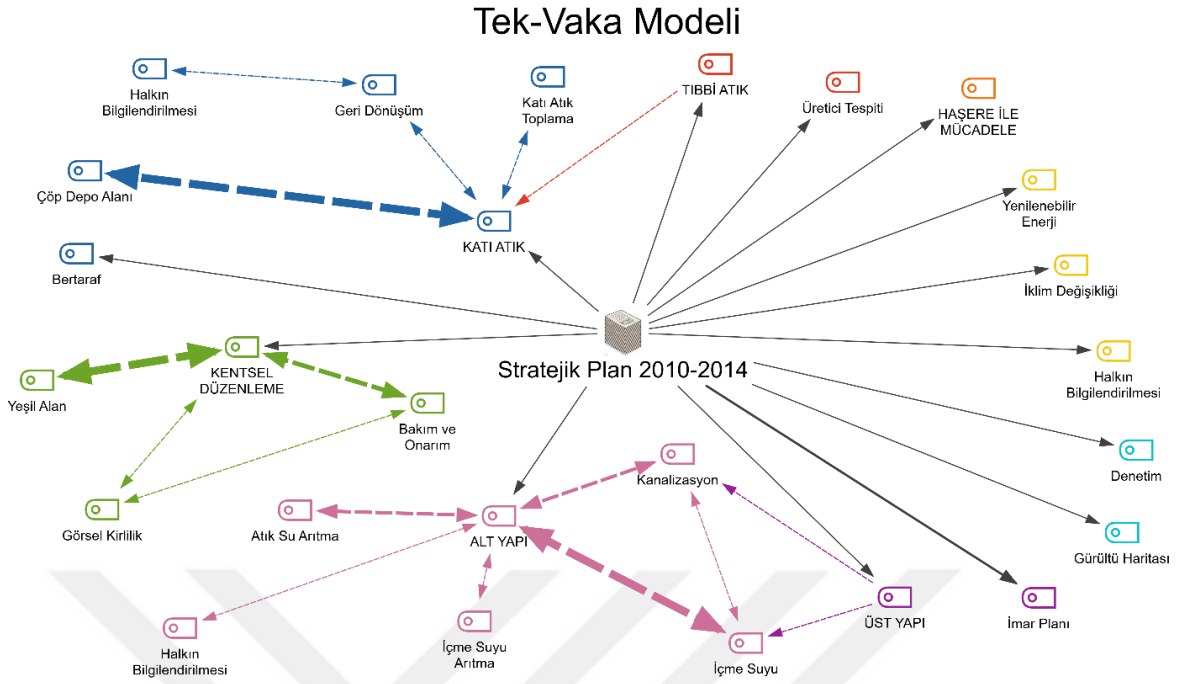 Tek-Vaka Modeli
Halkın
Bilgilendirilmesi
Geri Dönüşüm
Katı Atık
Toplama
TIBBİ ATIK
Üretici Tespiti
HAŞERE İLE
MÜCADELE
Çöp Depo Alanı
KATI ATIK
Yenilenebilir
Enerji
Bertaraf
İklim Değişikliği
Stratejik Plan 2010-2014
KENTSEL
DÜZENLEME
Yeşil Alan
Halkın
Bilgilendirilmesi
Bakım ve
Onarım
Görsel Kirlilik
Atık Su Arıtma
ALT YAPI
Kanalizasyon
Denetim
Gürültü Haritası
Halkın
Bilgilendirilmesi
İçme Suyu
Arıtma
İçme Suyu
ÜST YAPI
İmar Planı